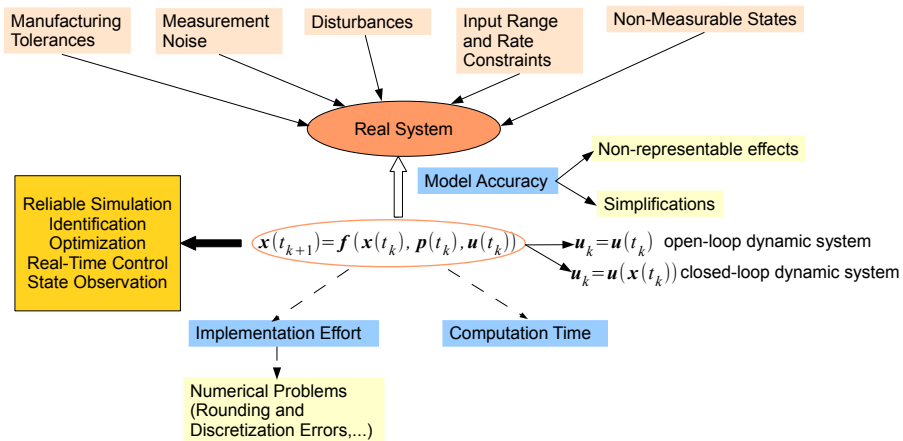 Manufacturing
Tolerances
Measurement
Noise
Disturbances
Input Range
and Rate
Constraints
Non-Measurable States
Real System
Non-representable effects
Model Accuracy
Simplifications
Reliable Simulation
Identification
Optimization
Real-Time Control
State Observation
x(t_{k+1})=f(x(t_k), p(t_k), u(t_k))
u_k=u(t_k) open-loop dynamic system
u_k=u(x(t_k)) closed-loop dynamic system
Implementation Effort
Computation Time
Numerical Problems
(Rounding and
Discretization Errors,...)